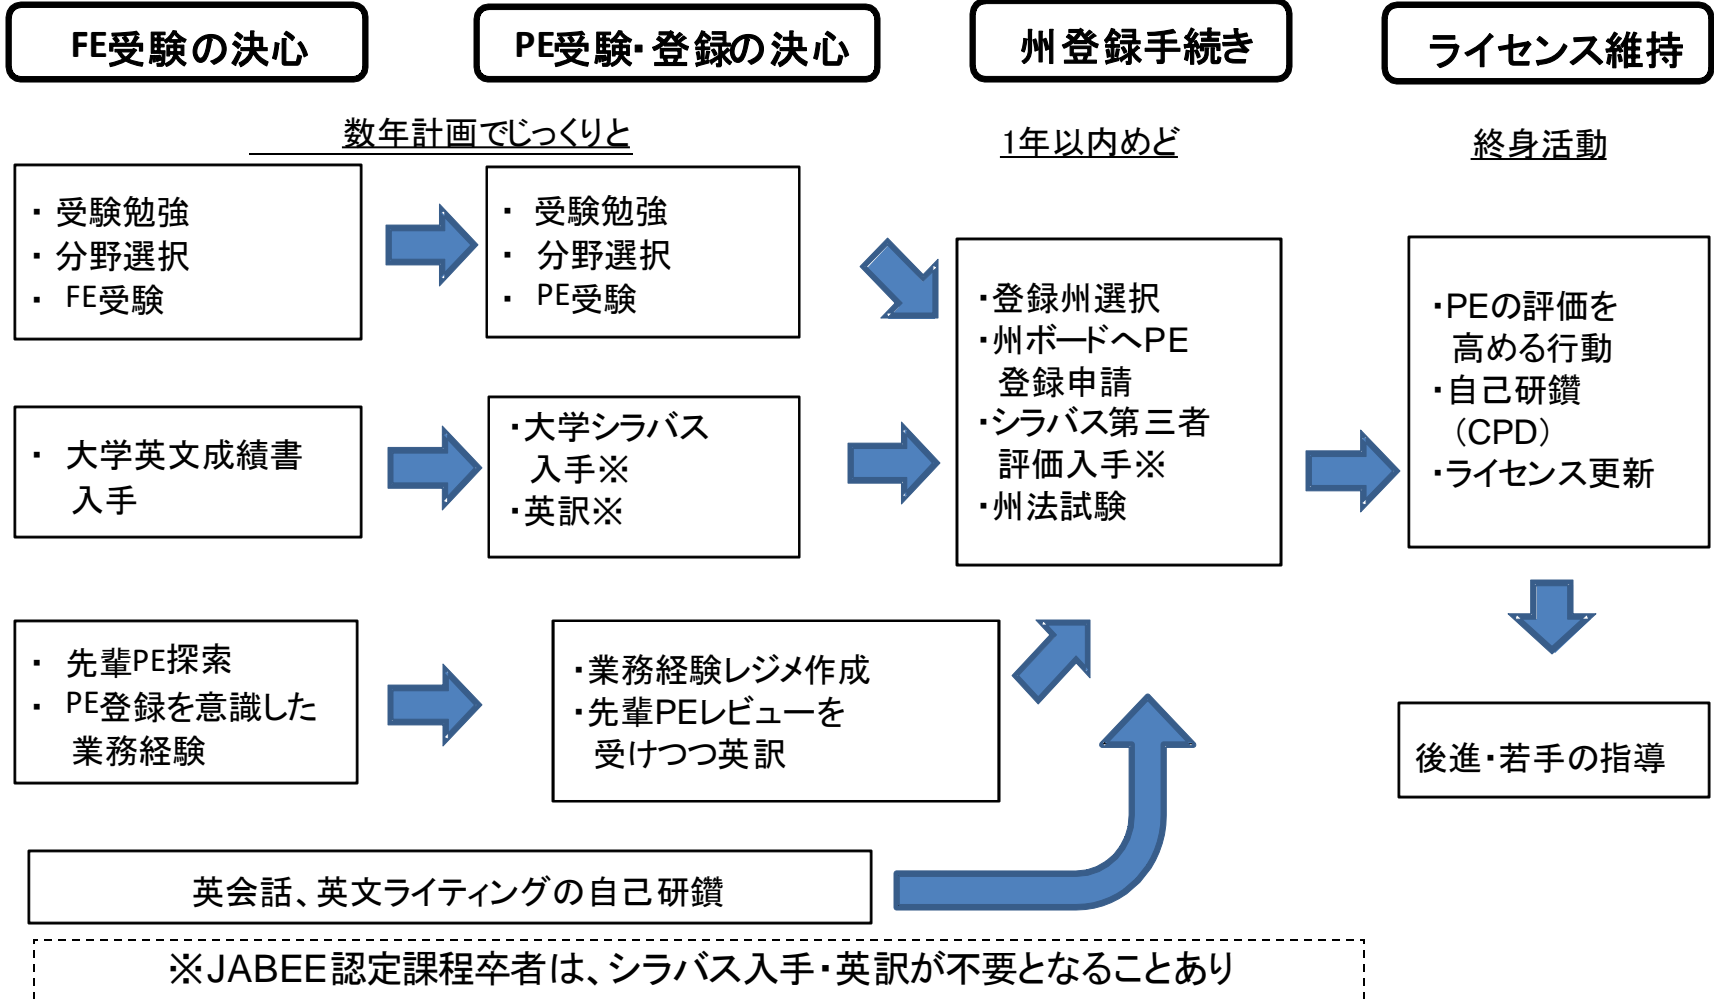 FE受験の決心
PE受験・登録の決心
州登録手続き
ライセンス維持
数年計画でじっくりと
1年以内めど
終身活動
・ 受験勉強
・ 分野選択
・ FE受験
・ 受験勉強
・ 分野選択
・ PE受験
・ 大学英文成績書
入手
・大学シラバス
入手※
・英訳※
・ 先輩PE探索
・ PE登録を意識した
業務経験
・業務経験レジメ作成
・先輩PEレビューを
受けつつ英訳
・登録州選択
・州ボードへPE
登録申請
・シラバス第三者
評価入手※
・州法試験
・PEの評価を
高める行動
・自己研鑽
（CPD）
・ライセンス更新
後進・若手の指導
英会話、英文ライティングの自己研鑽
※JABEE認定課程卒者は、シラバス入手・英訳が不要となることあり